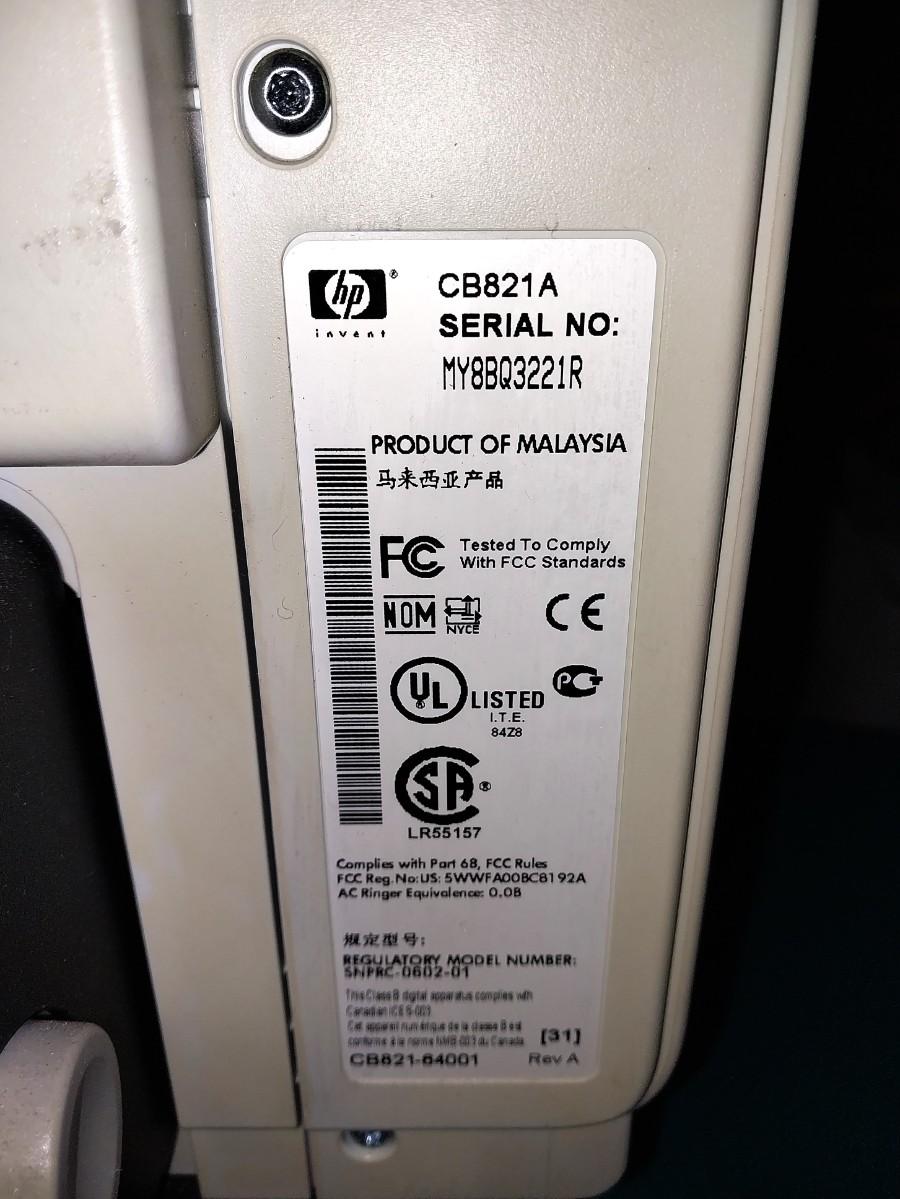 hp ®
invent
CB821A
SERIAL NO:
MY8BQ3221R
PRODUCT OF MALAYSIA
马来西亚产品
FC Tested To Comply
With FCC Standards
NOM NYCE CE
UL LISTED PCT
®
I.T.E.
84Z8
SA ®
LR55157
Complies with Part 68, FCC Rules
FCC Reg.No:US: 5WWFA00BC8192A
AC Ringer Equivalence: 0.0B
规定型号:
REGULATORY MODEL NUMBER:
SNPRC-0602-01
This Class B digital apparatus complies with
Canadian ICES-003.
Cet appareil numérique de la classe B est
conforme à la norme NMB-003 du Canada. [31]
CB821-64001 Rev A